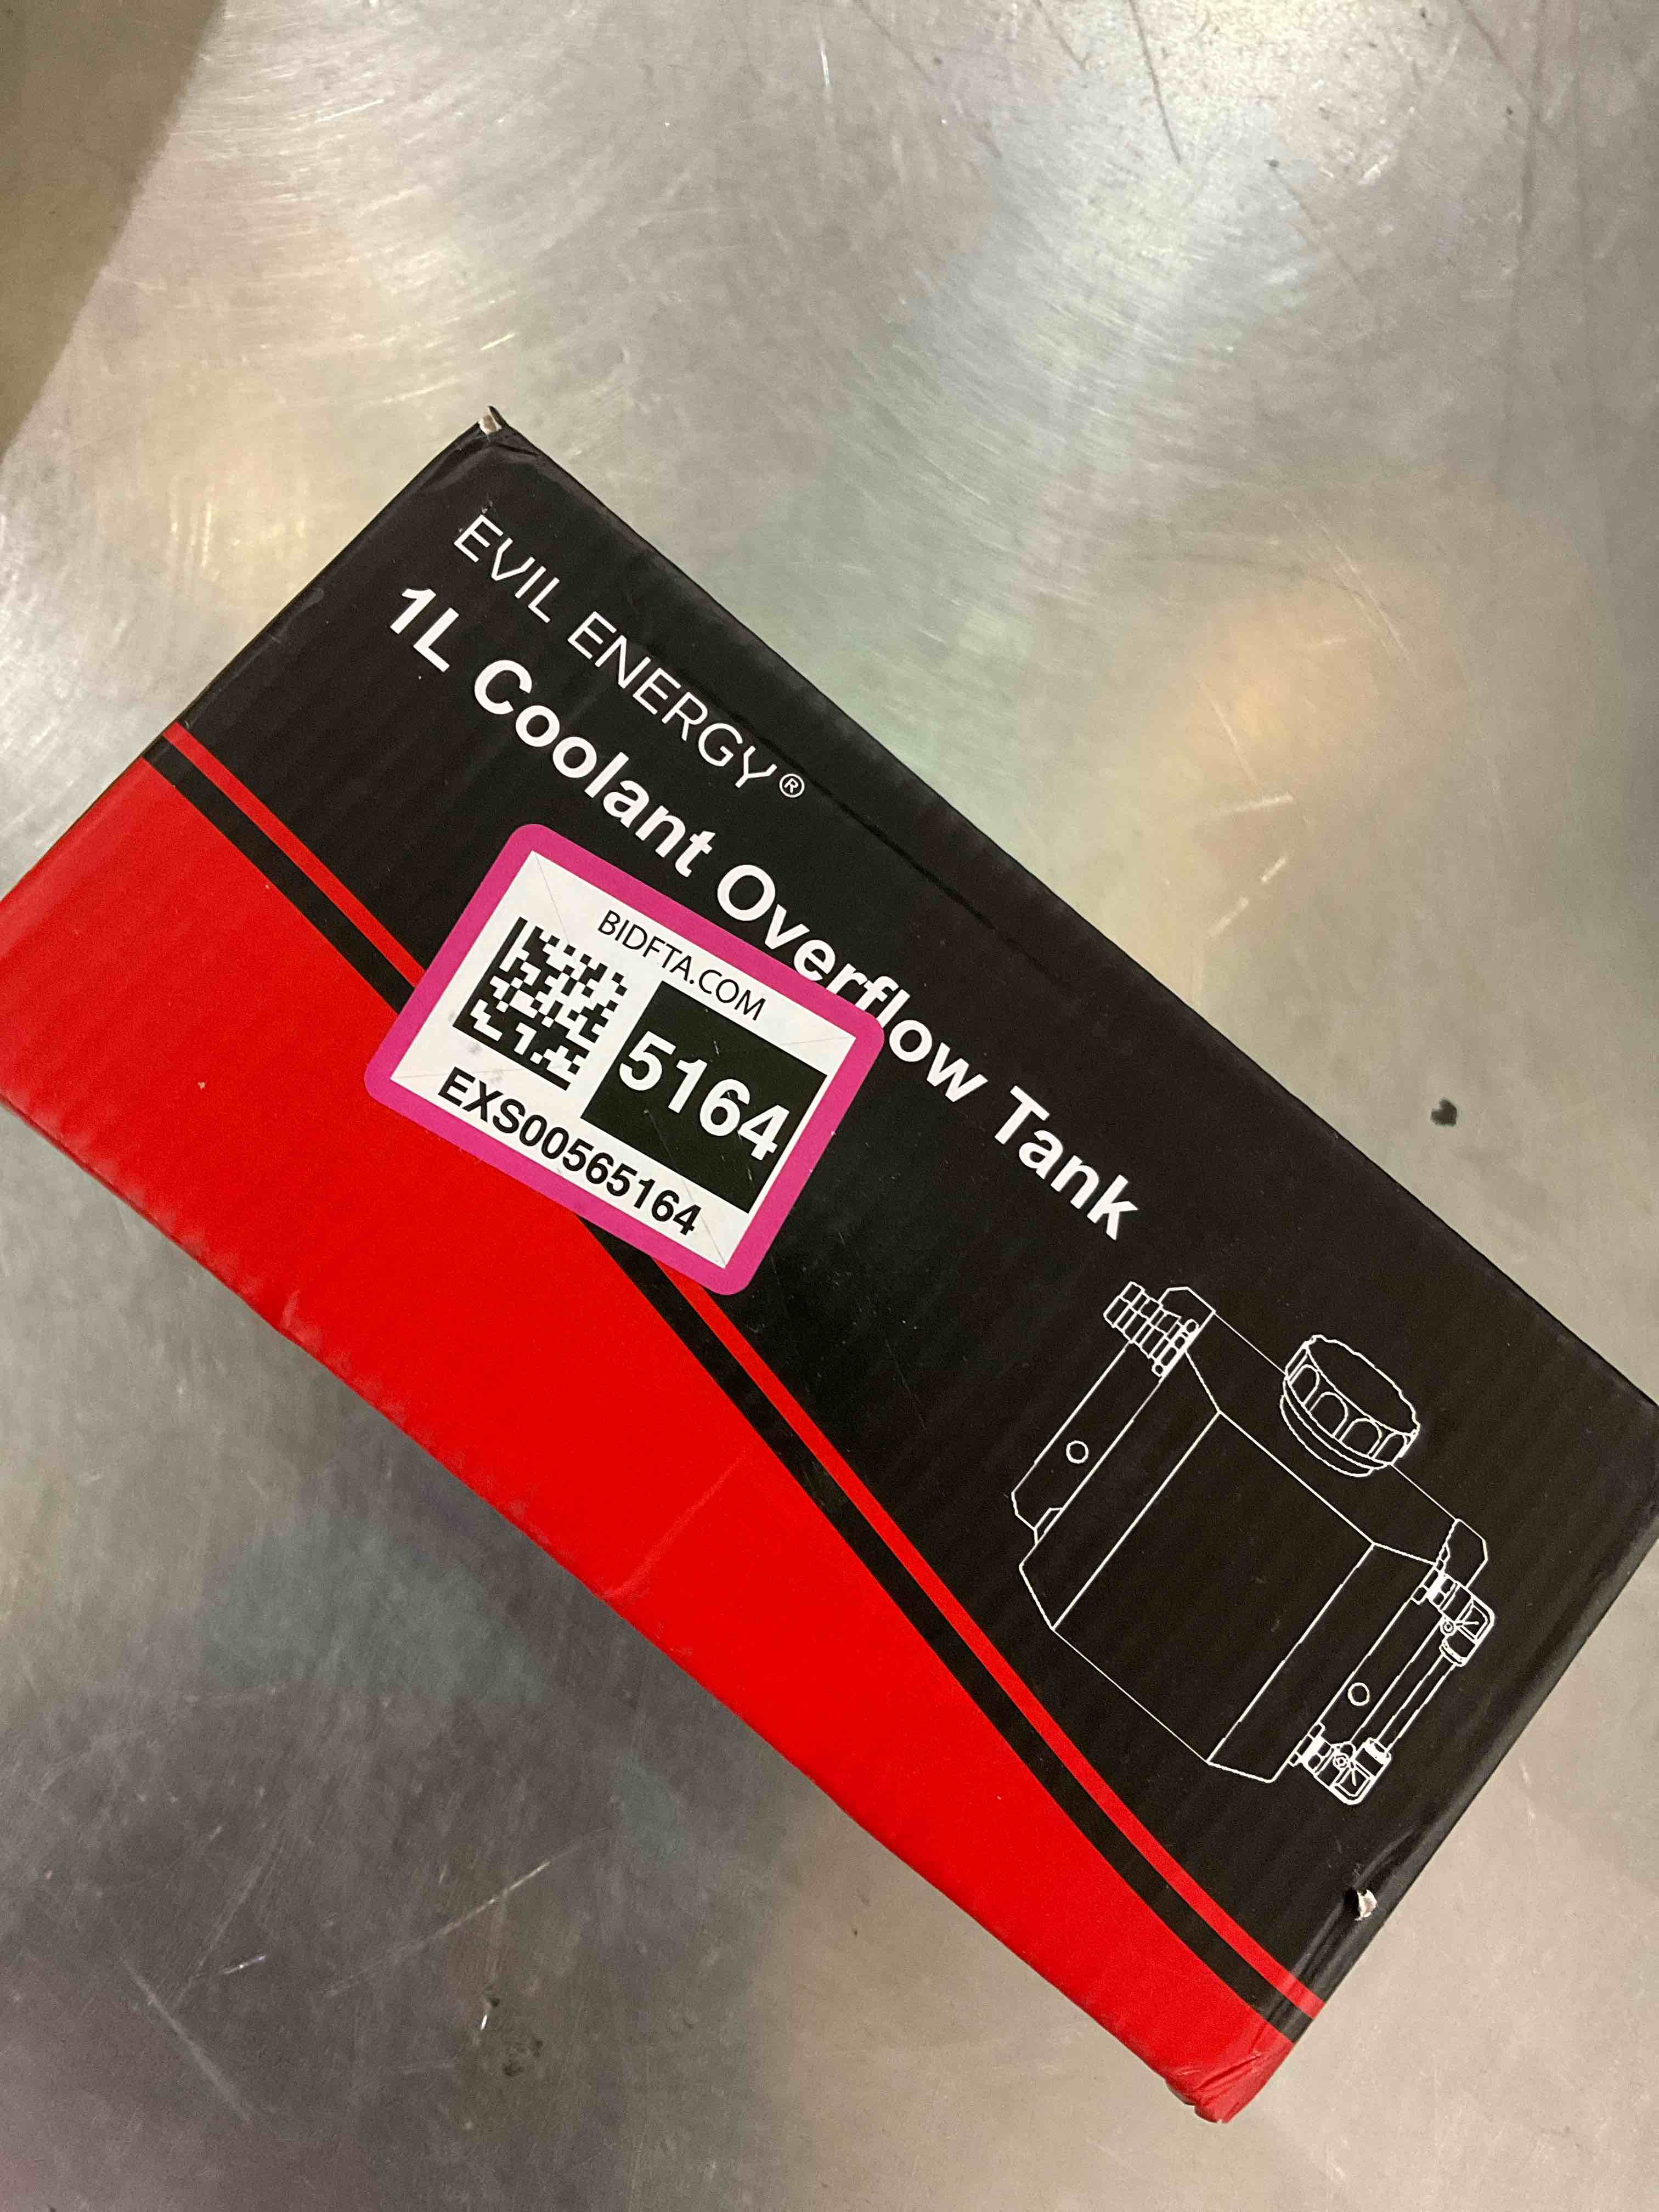 EVIL ENERGY®
1L Coolant Overflow Tank
BIDFTA.COM
5164
EXS00565164